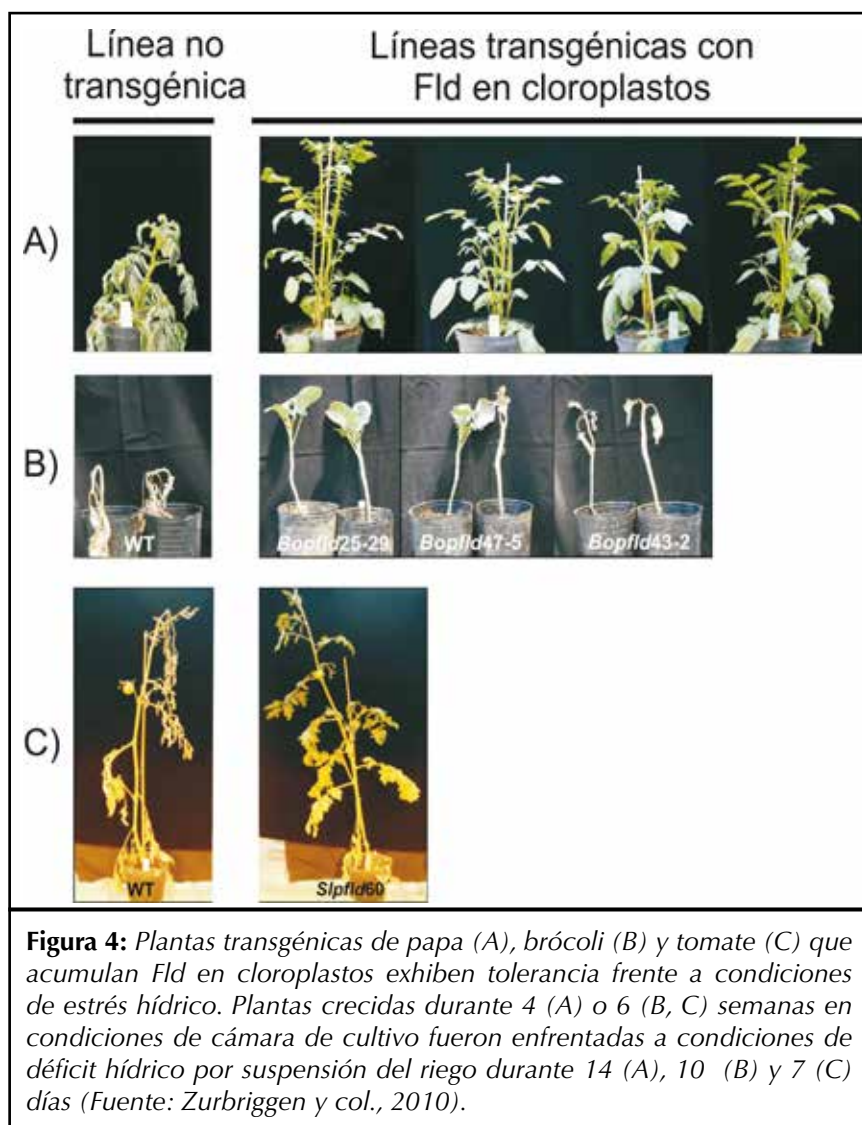 Línea no
transgénica
Líneas transgénicas con
Fld en cloroplastos
A)
B)
WT
Bopfld25-29
Bopfld47-5
Bopfld43-2
C)
WT
Slpfld60
Figura 4: Plantas transgénicas de papa (A), brócoli (B) y tomate (C) que
acumulan Fld en cloroplastos exhiben tolerancia frente a condiciones
de estrés hídrico. Plantas crecidas durante 4 (A) o 6 (B, C) semanas en
condiciones de cámara de cultivo fueron enfrentadas a condiciones de
déficit hídrico por suspensión del riego durante 14 (A), 10 (B) y 7 (C)
días (Fuente: Zurbriggen y col., 2010).